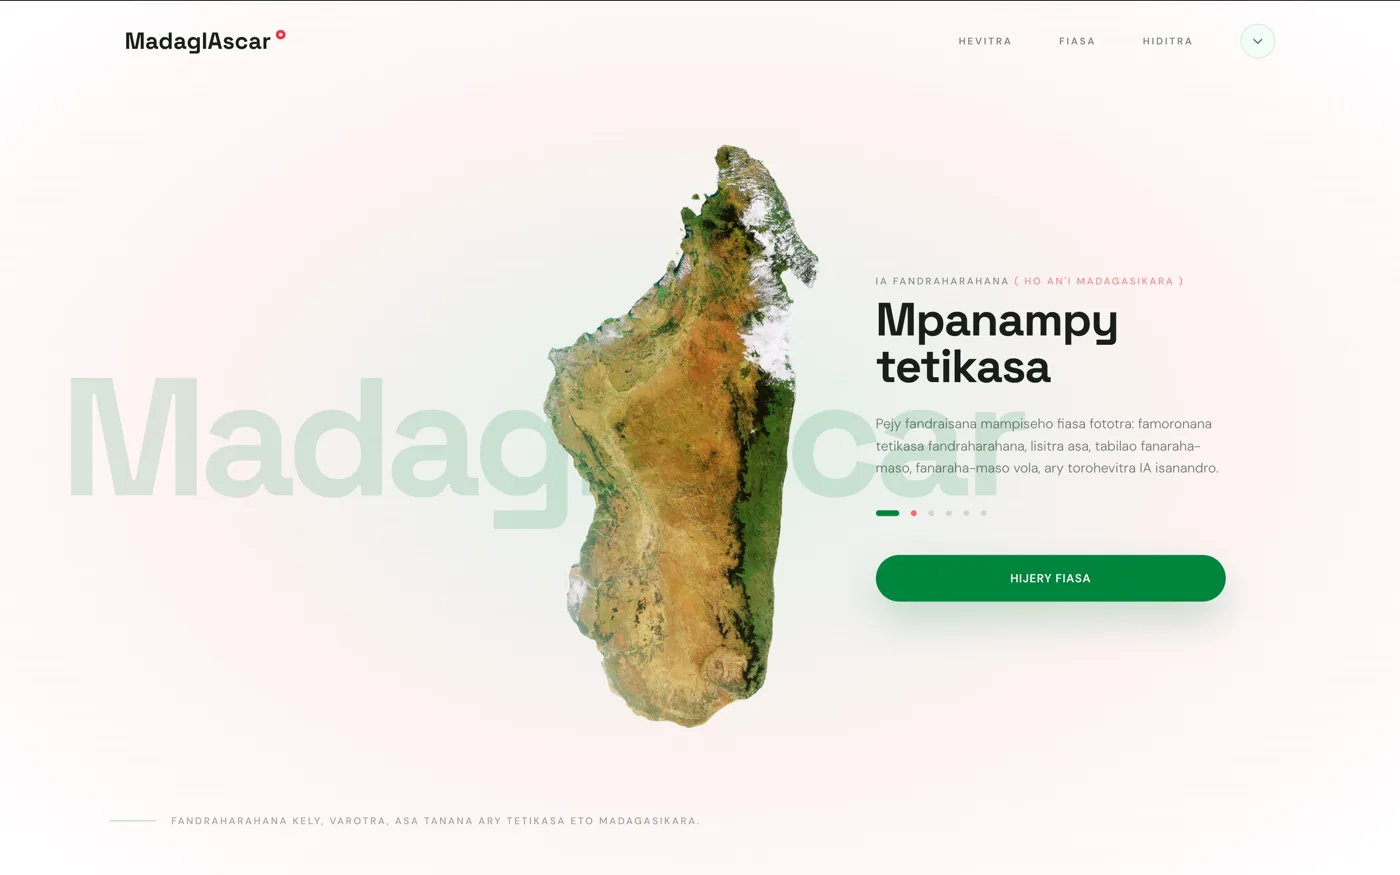 MadagIAscar
HEVITRA
FIASA
HIDITRA
IA FANDRAHARAHANA ( HO AN'I MADAGASIKARA )
Mpanampy
tetikasa
Madag car
Pejy fandraisana mampiseho fiasa fototra: famoronana
tetikasa fandraharahana, lisitra asa, tabilao fanaraha-
maso, fanaraha-maso vola, ary torohevitra IA isanandro.
HIJERY FIASA
FANDRAHARAHANA KELY, VAROTRA, ASA TANANA ARY TETIKASA ETO MADAGASIKARA.